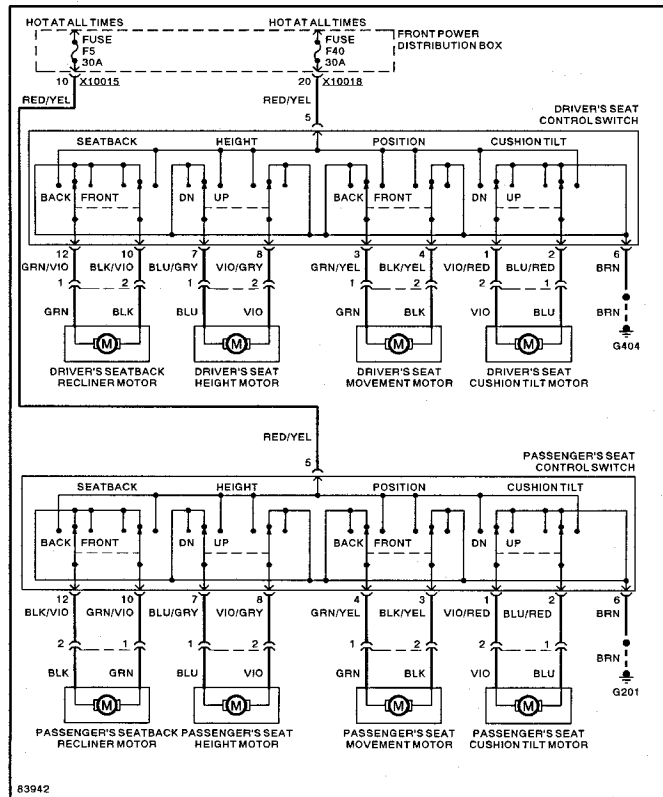 HOT AT ALL TIMES HOT AT ALL TIMES
FUSE F5 30A
FUSE F40 30A
FRONT POWER
DISTRIBUTION BOX
10 X10015 20 X10018
RED/YEL RED/YEL
5
DRIVER'S SEAT
CONTROL SWITCH
SEATBACK HEIGHT POSITION CUSHION TILT
BACK FRONT DN UP BACK FRONT DN UP
12 10 7 8 3 4 1 2 6
GRN/VIO BLK/VIO BLU/GRY VIO/GRY GRN/YEL BLK/YEL VIO/RED BLU/RED BRN
1 2 1 2 1 2 2 1
GRN BLK BLU VIO GRN BLK VIO BLU BRN
M M M M
G404
DRIVER'S SEATBACK
RECLINER MOTOR
DRIVER'S SEAT
HEIGHT MOTOR
DRIVER'S SEAT
MOVEMENT MOTOR
DRIVER'S SEAT
CUSHION TILT MOTOR
RED/YEL
5
PASSENGER'S SEAT
CONTROL SWITCH
SEATBACK HEIGHT POSITION CUSHION TILT
BACK FRONT DN UP BACK FRONT DN UP
12 10 7 8 4 3 1 2 6
BLK/VIO GRN/VIO BLU/GRY VIO/GRY GRN/YEL BLK/YEL VIO/RED BLU/RED BRN
2 1 1 2 1 2 2 1
BLK GRN BLU VIO GRN BLK VIO BLU BRN
M M M M
G201
PASSENGER'S SEATBACK
RECLINER MOTOR
PASSENGER'S SEAT
HEIGHT MOTOR
PASSENGER'S SEAT
MOVEMENT MOTOR
PASSENGER'S SEAT
CUSHION TILT MOTOR
83942